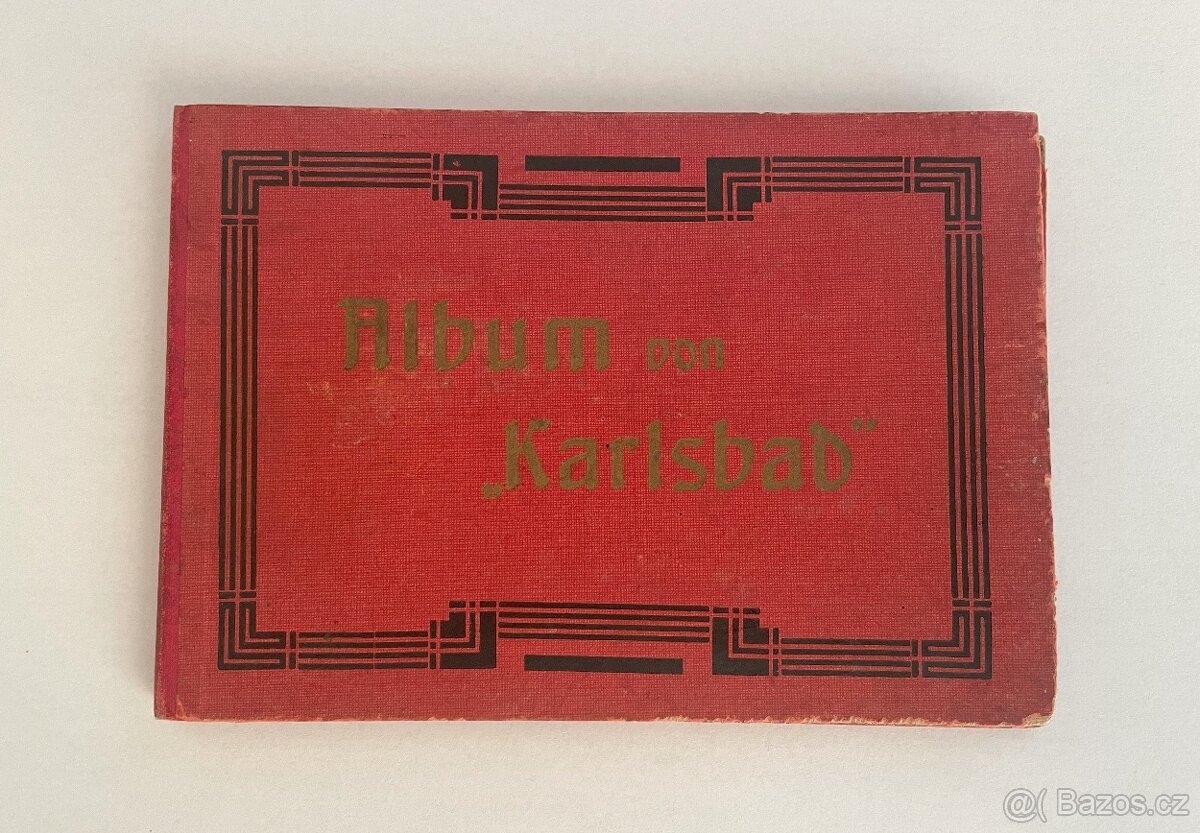 Album von
„Karlsbad“
@( Bazos.cz